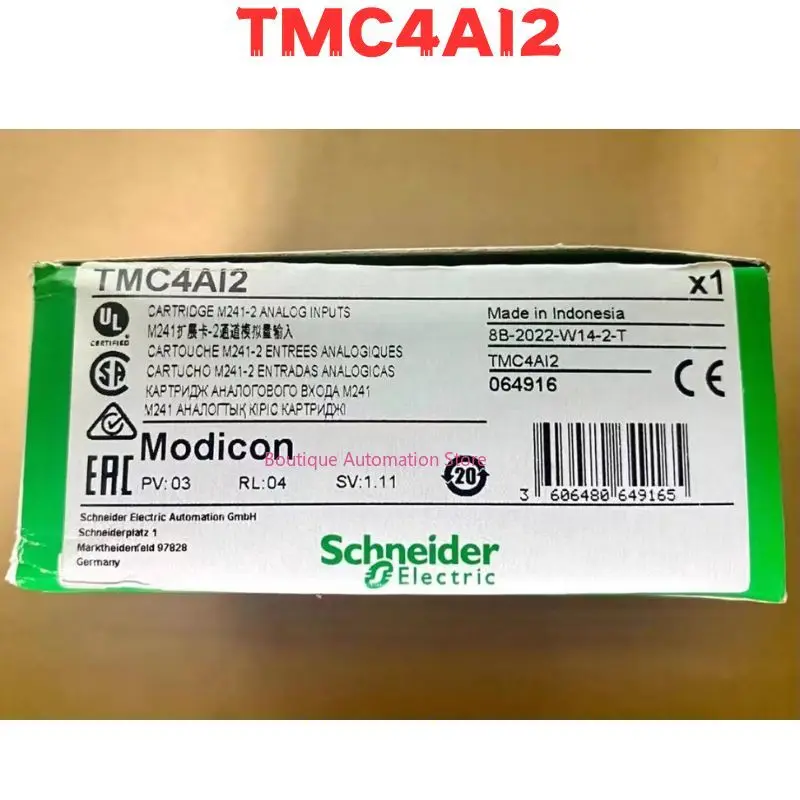 TMC4AI2
TMC4AI2
x1
CARTRIDGE M241-2 ANALOG INPUTS
M241扩展卡-2通道模拟量输入
CARTOUCHE M241-2 ENTREES ANALOGIQUES
CARTUCHO M241-2 ENTRADAS ANALOGICAS
КАРТРИДЖ АНАЛОГОВОГО ВХОДА M241
M241 АНАЛОГТЫҚ КІРІС КАРТРИДЖІ
UL
CERTIFIED
Made in Indonesia
8B-2022-W14-2-T
TMC4AI2
064916
CE
Modicon
Boutique Automation Store
EAC
PV: 03 RL:04 SV:1.11
20
3 606480 649165
Schneider Electric Automation GmbH
Schneiderplatz 1
Marktheidenfeld 97828
Germany
Schneider
Electric